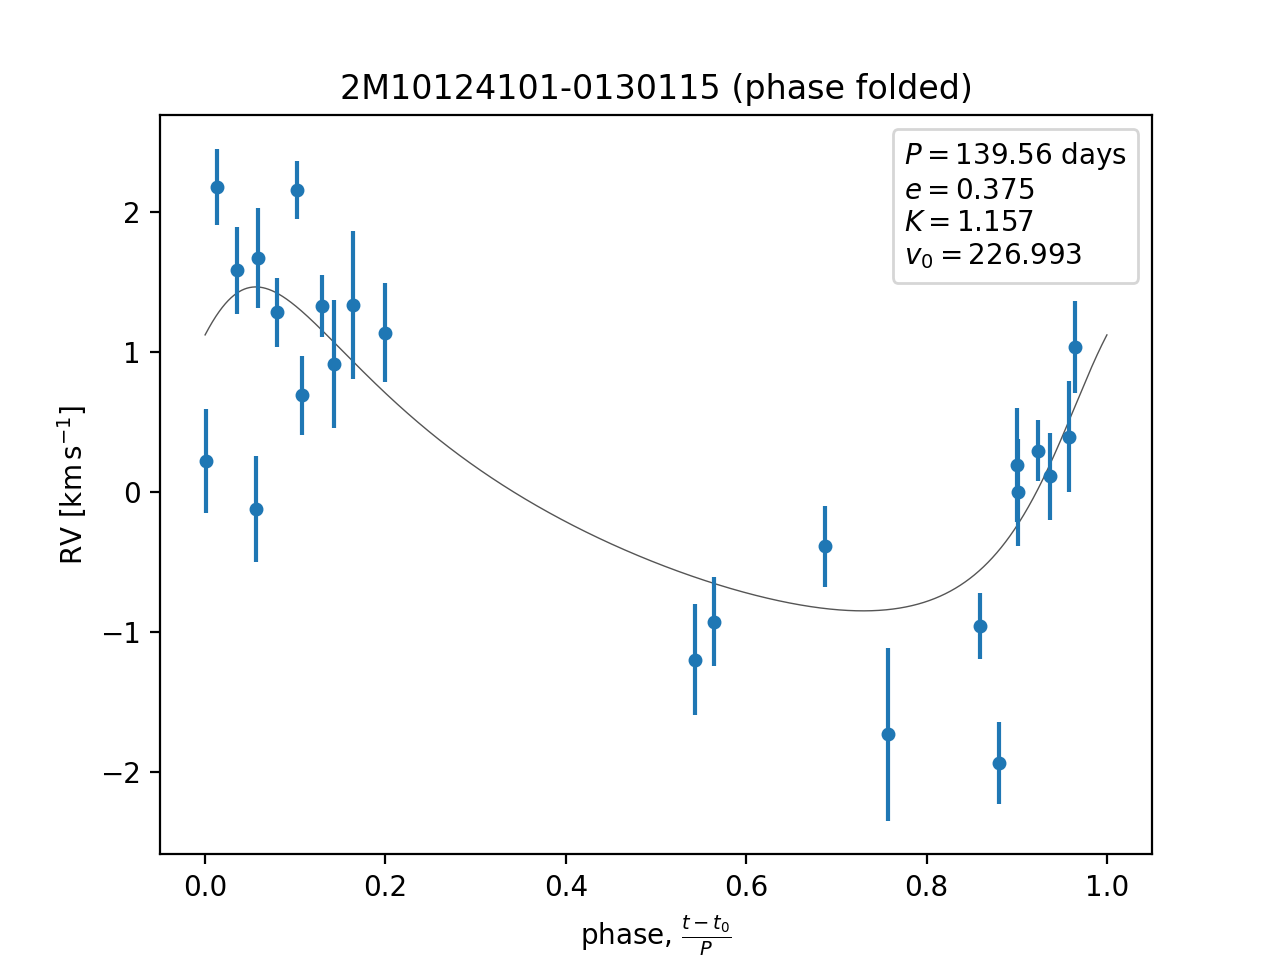 2M10124101-0130115 (phase folded)
P = 139.56 days
e = 0.375
K = 1.157
v₀ = 226.993
2
1
0
−1
−2
RV [km s⁻¹]
0.0 0.2 0.4 0.6 0.8 1.0
phase, (t − t₀)/P